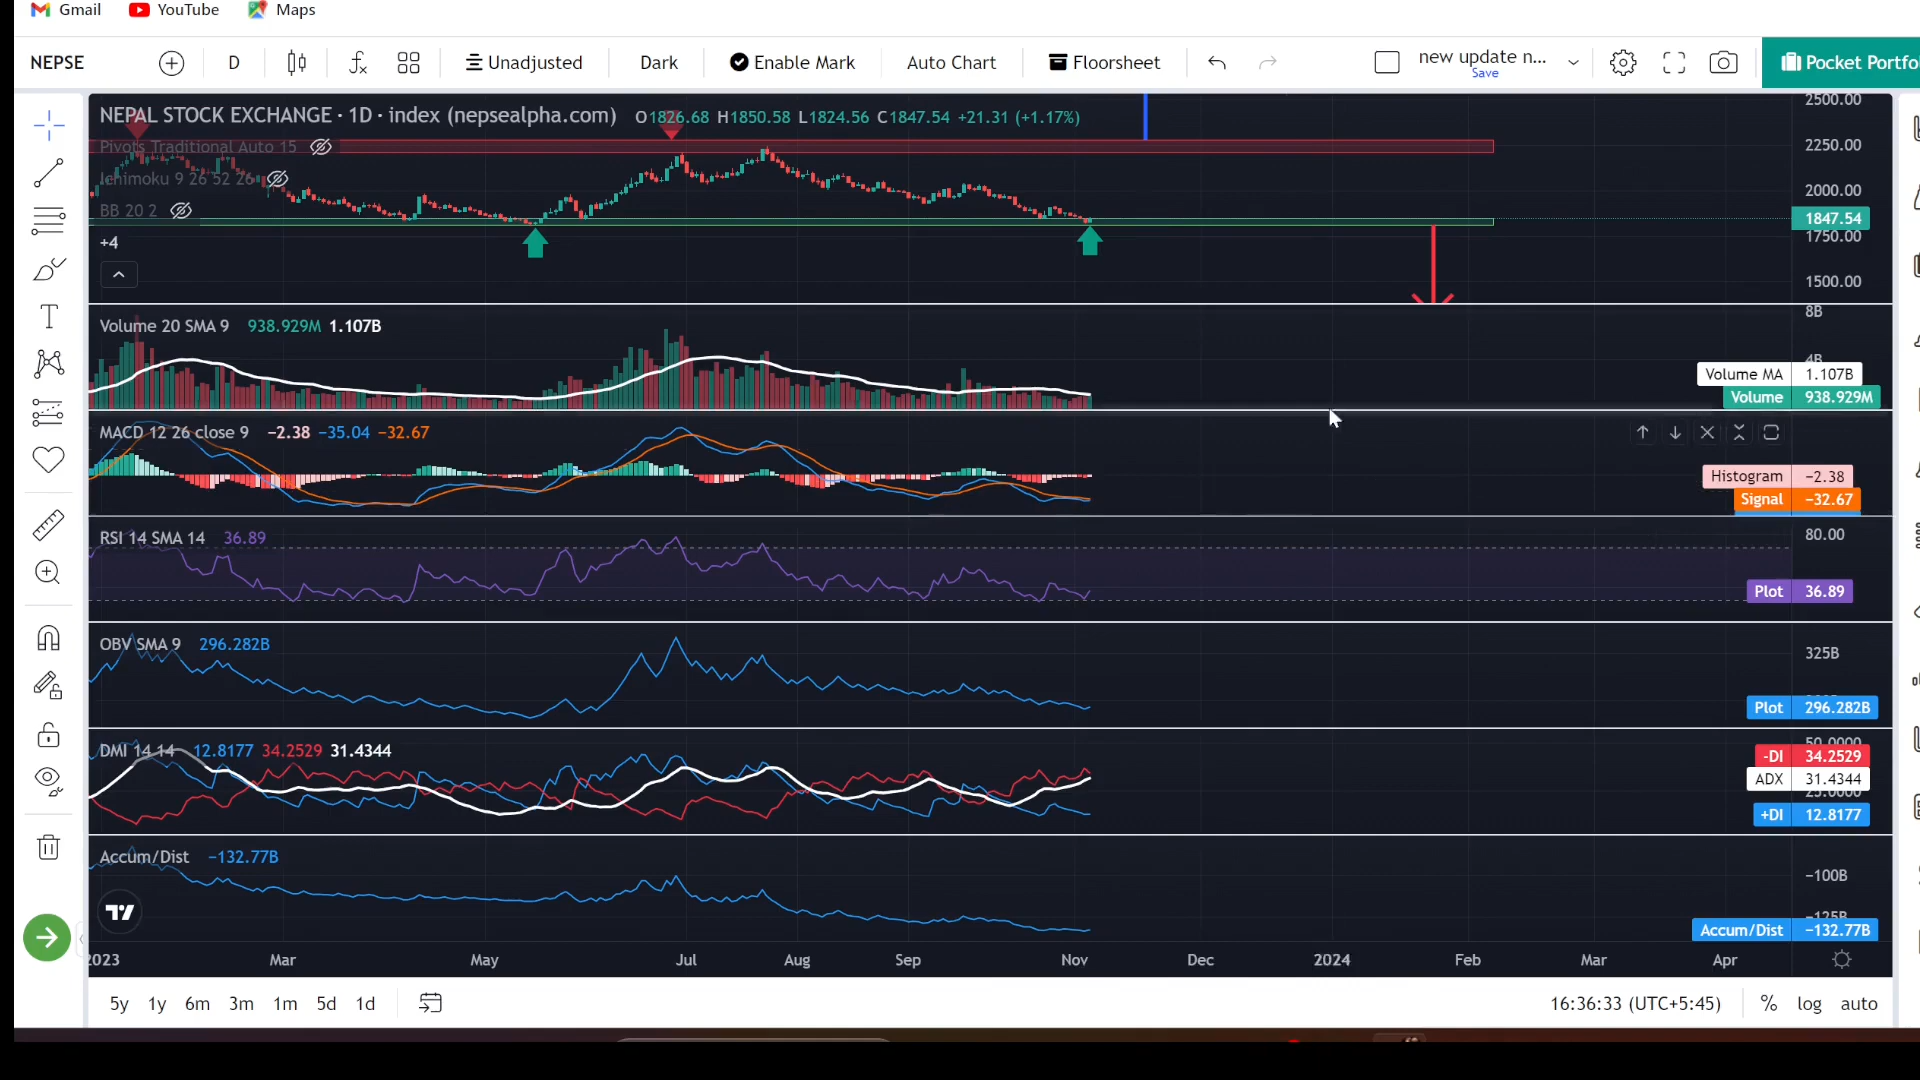 Gmail YouTube Maps
NEPSE D Unadjusted Dark Enable Mark Auto Chart Floorsheet new update n... Save Pocket Portfo
NEPAL STOCK EXCHANGE · 1D · index (nepsealpha.com) O1826.68 H1850.58 L1824.56 C1847.54 +21.31 (+1.17%)
Pivots Traditional Auto 15
Ichimoku 9 26 52 26
BB 20 2
+4
2500.00
2250.00
2000.00
1847.54
1750.00
1500.00
Volume 20 SMA 9 938.929M 1.107B
8B
4B
Volume MA 1.107B
Volume 938.929M
MACD 12 26 close 9 −2.38 −35.04 −32.67
Histogram −2.38
Signal −32.67
RSI 14 SMA 14 36.89
80.00
Plot 36.89
OBV SMA 9 296.282B
325B
Plot 296.282B
DMI 14 14 12.8177 34.2529 31.4344
50.0000
-DI 34.2529
ADX 31.4344
25.0000
+DI 12.8177
Accum/Dist −132.77B
−100B
−125B
Accum/Dist −132.77B
2023 Mar May Jul Aug Sep Nov Dec 2024 Feb Mar Apr
5y 1y 6m 3m 1m 5d 1d 16:36:33 (UTC+5:45) % log auto